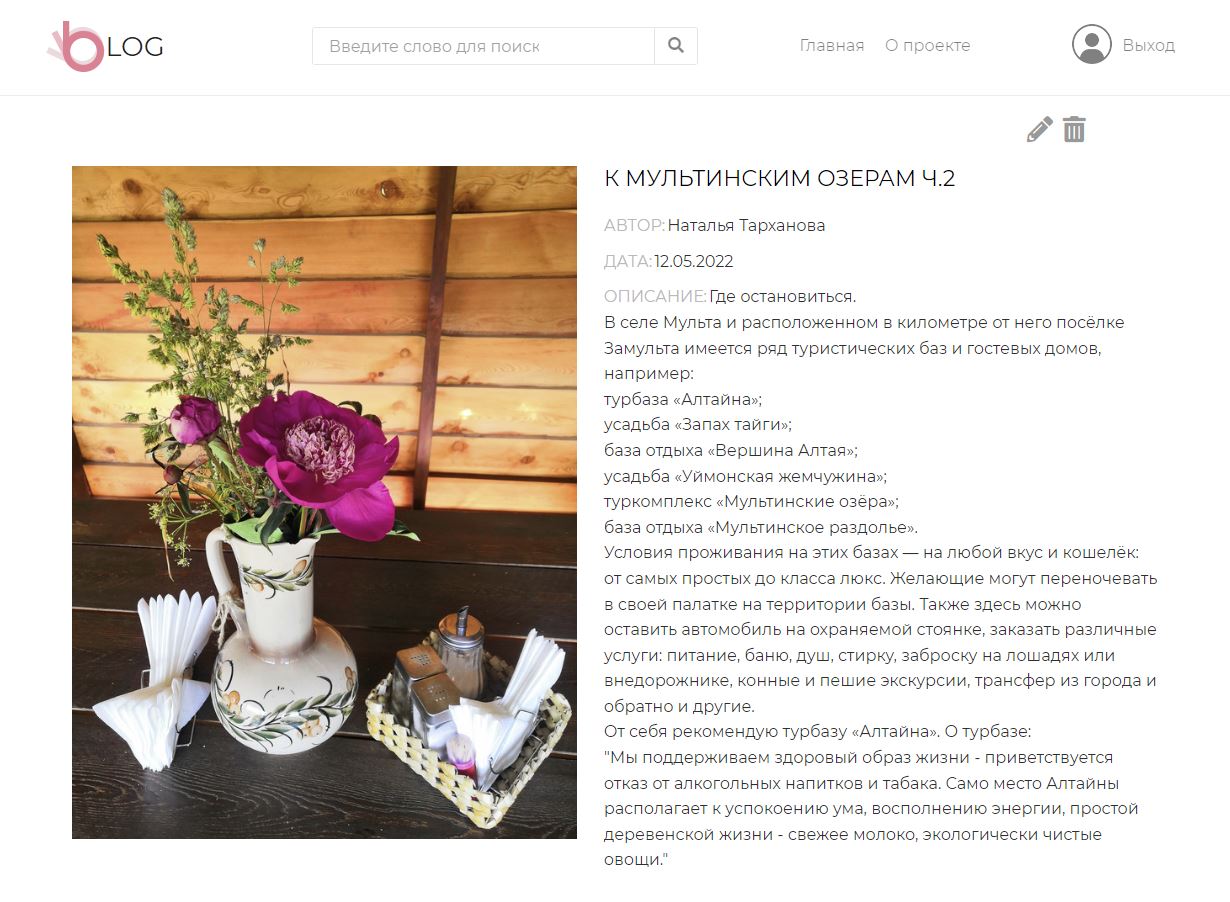 bLOG
Введите слово для поиск
Главная
О проекте
Выход
К МУЛЬТИНСКИМ ОЗЕРАМ Ч.2
АВТОР: Наталья Тарханова
ДАТА: 12.05.2022
ОПИСАНИЕ: Где остановиться.
В селе Мульта и расположенном в километре от него посёлке
Замульта имеется ряд туристических баз и гостевых домов,
например:
турбаза «Алтайна»;
усадьба «Запах тайги»;
база отдыха «Вершина Алтая»;
усадьба «Уймонская жемчужина»;
туркомплекс «Мультинские озёра»;
база отдыха «Мультинское раздолье».
Условия проживания на этих базах — на любой вкус и кошелёк:
от самых простых до класса люкс. Желающие могут переночевать
в своей палатке на территории базы. Также здесь можно
оставить автомобиль на охраняемой стоянке, заказать различные
услуги: питание, баню, душ, стирку, заброску на лошадях или
внедорожнике, конные и пешие экскурсии, трансфер из города и
обратно и другие.
От себя рекомендую турбазу «Алтайна». О турбазе:
"Мы поддерживаем здоровый образ жизни - приветствуется
отказ от алкогольных напитков и табака. Само место Алтайны
располагает к успокоению ума, восполнению энергии, простой
деревенской жизни - свежее молоко, экологически чистые
овощи."